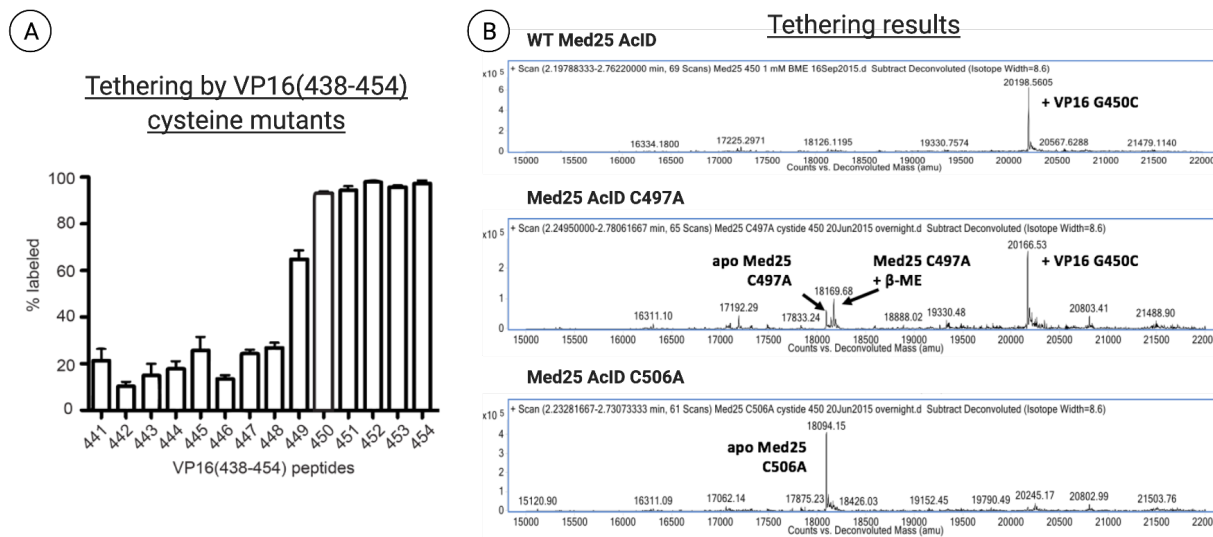 A
Tethering by VP16(438-454)
cysteine mutants
100
80
60
40
20
0
% labeled
441 442 443 444 445 446 447 448 449 450 451 452 453 454
VP16(438-454) peptides
B
Tethering results
WT Med25 AcID
+ Scan (2.19788333-2.76220000 min, 69 Scans) Med25 450 1 mM BME 16Sep2015.d Subtract Deconvoluted (Isotope Width=8.6)
x10 5
6
4
2
0
20198.5605
+ VP16 G450C
16334.1800 17225.2971 18126.1195 19330.7574 20567.6288 21479.1140
15000 15500 16000 16500 17000 17500 18000 18500 19000 19500 20000 20500 21000 21500 22000
Counts vs. Deconvoluted Mass (amu)
Med25 AcID C497A
+ Scan (2.24950000-2.78061667 min, 65 Scans) Med25 C497A cystide 450 20Jun2015 overnight.d Subtract Deconvoluted (Isotope Width=8.6)
x10 5
2
1
0
20166.53
apo Med25
C497A
Med25 C497A
+ β-ME
+ VP16 G450C
18169.68
16311.10 17192.29 17833.24 18888.02 19330.48 20803.41 21488.90
15000 15500 16000 16500 17000 17500 18000 18500 19000 19500 20000 20500 21000 21500 22000
Counts vs. Deconvoluted Mass (amu)
Med25 AcID C506A
+ Scan (2.23281667-2.73073333 min, 61 Scans) Med25 C506A cystide 450 20Jun2015 overnight.d Subtract Deconvoluted (Isotope Width=8.6)
x10 5
4
3
2
1
0
18094.15
apo Med25
C506A
15120.90 16311.09 17062.14 17875.23 18426.03 19152.45 19790.49 20245.17 20802.99 21503.76
15000 15500 16000 16500 17000 17500 18000 18500 19000 19500 20000 20500 21000 21500 22000
Counts vs. Deconvoluted Mass (amu)